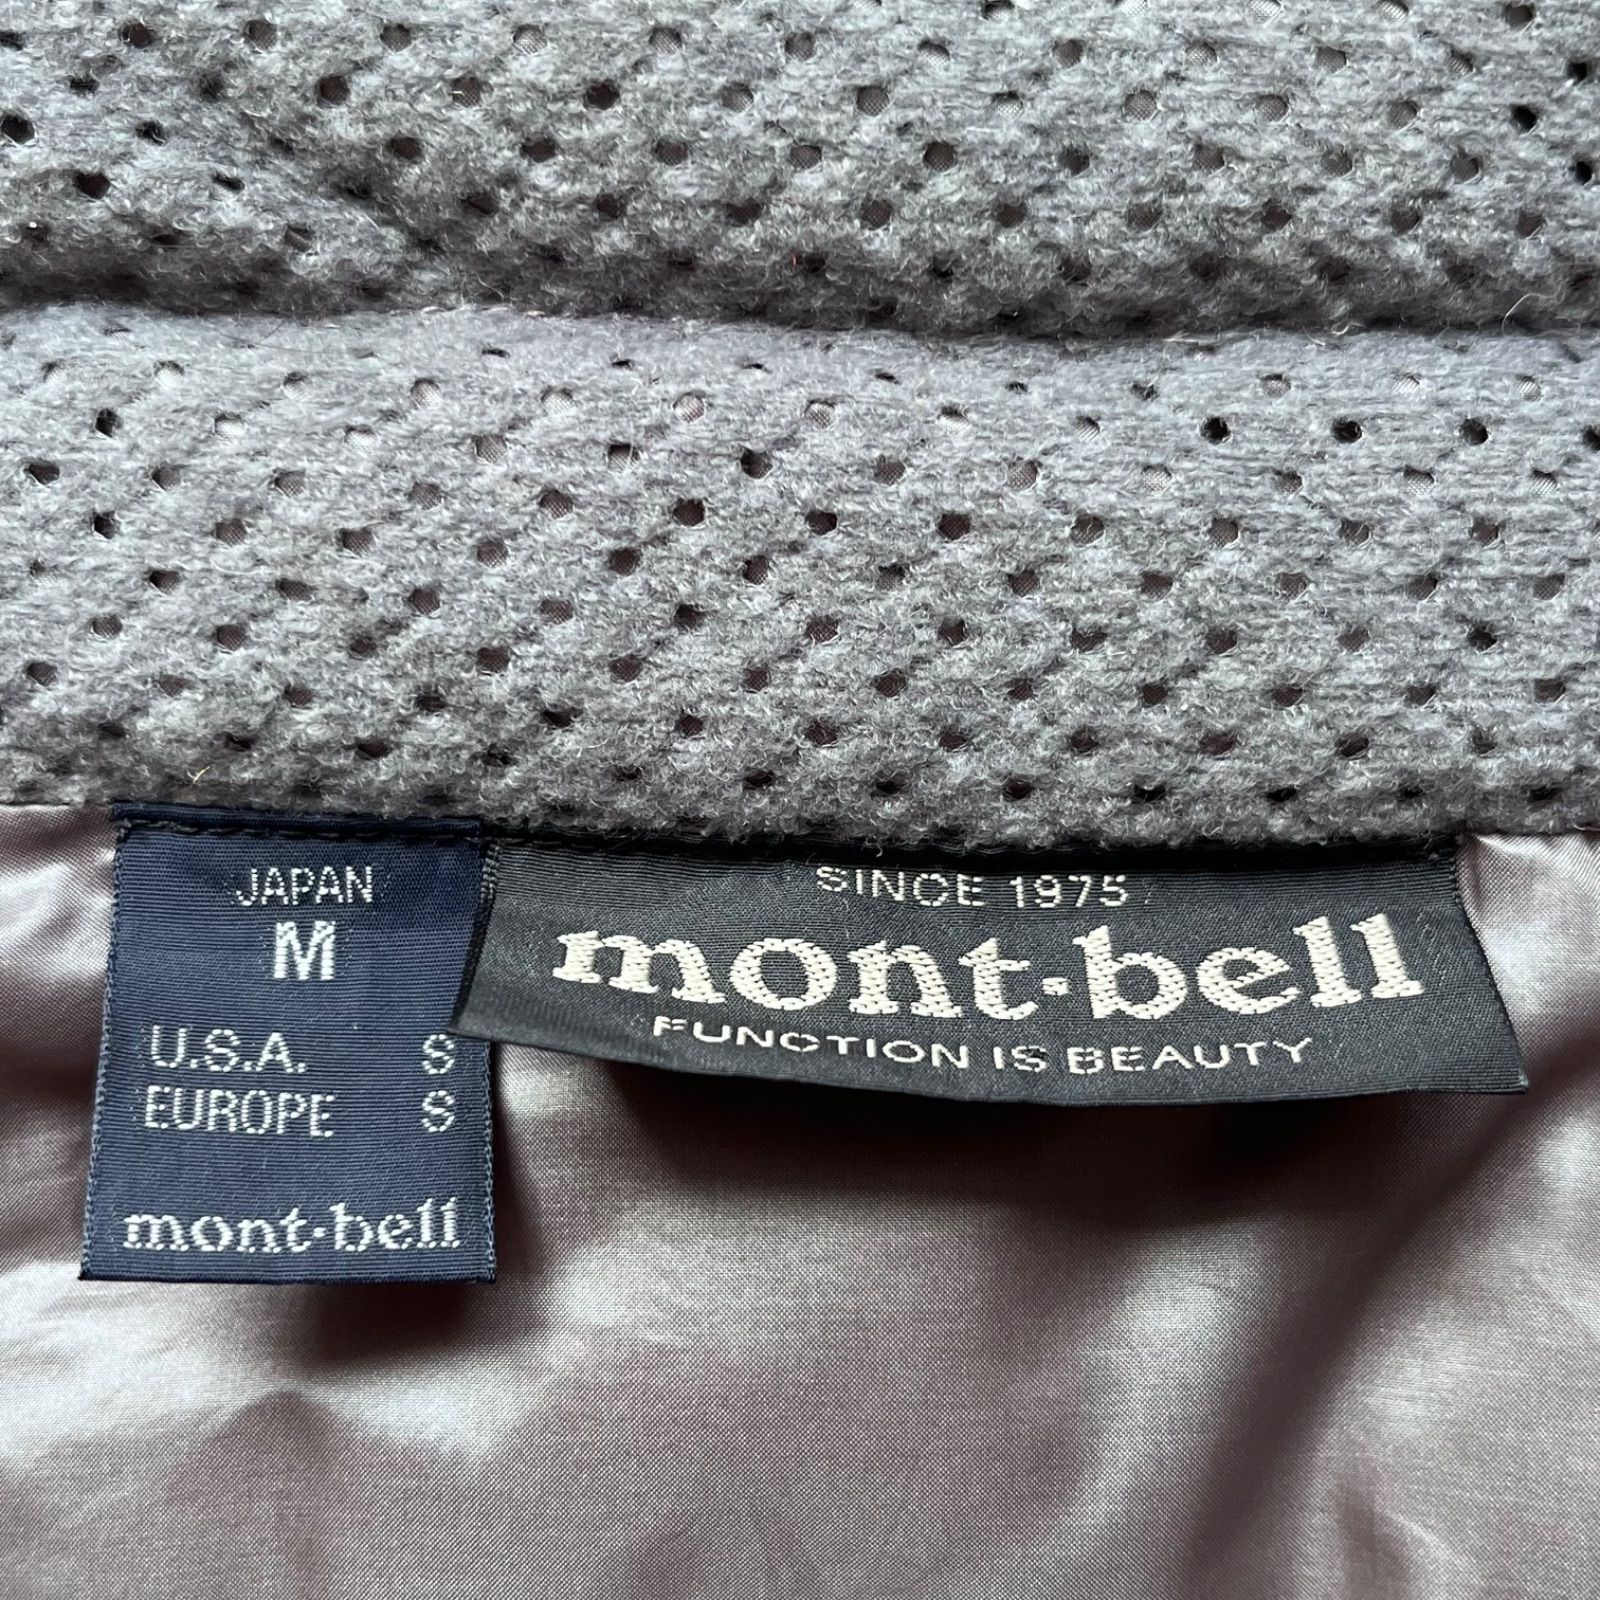 JAPAN
M
U.S.A. S
EUROPE S
mont·bell
SINCE 1975
mont·bell
FUNCTION IS BEAUTY